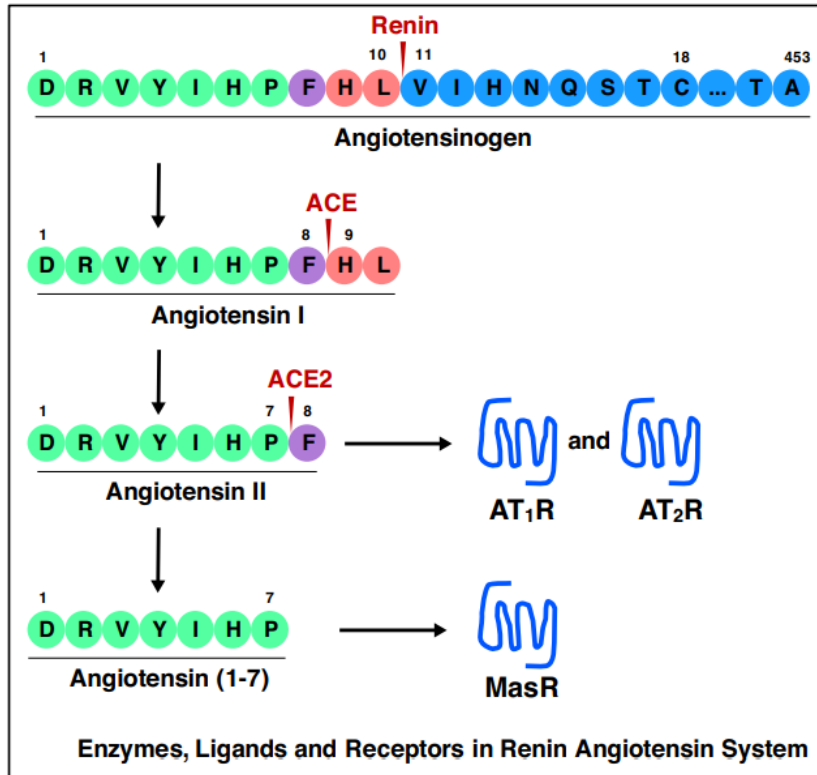 Renin
1 10 11 18 453
D R V Y I H P F H L V I H N Q S T C ... T A
Angiotensinogen
ACE
1 8 9
D R V Y I H P F H L
Angiotensin I
ACE2
1 7 8
D R V Y I H P F
and
Angiotensin II
AT₁R AT₂R
1 7
D R V Y I H P
Angiotensin (1-7)
MasR
Enzymes, Ligands and Receptors in Renin Angiotensin System